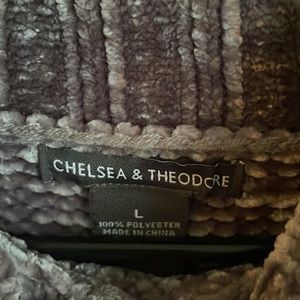 CHELSEA & THEODORE
L
100% POLYESTER
MADE IN CHINA